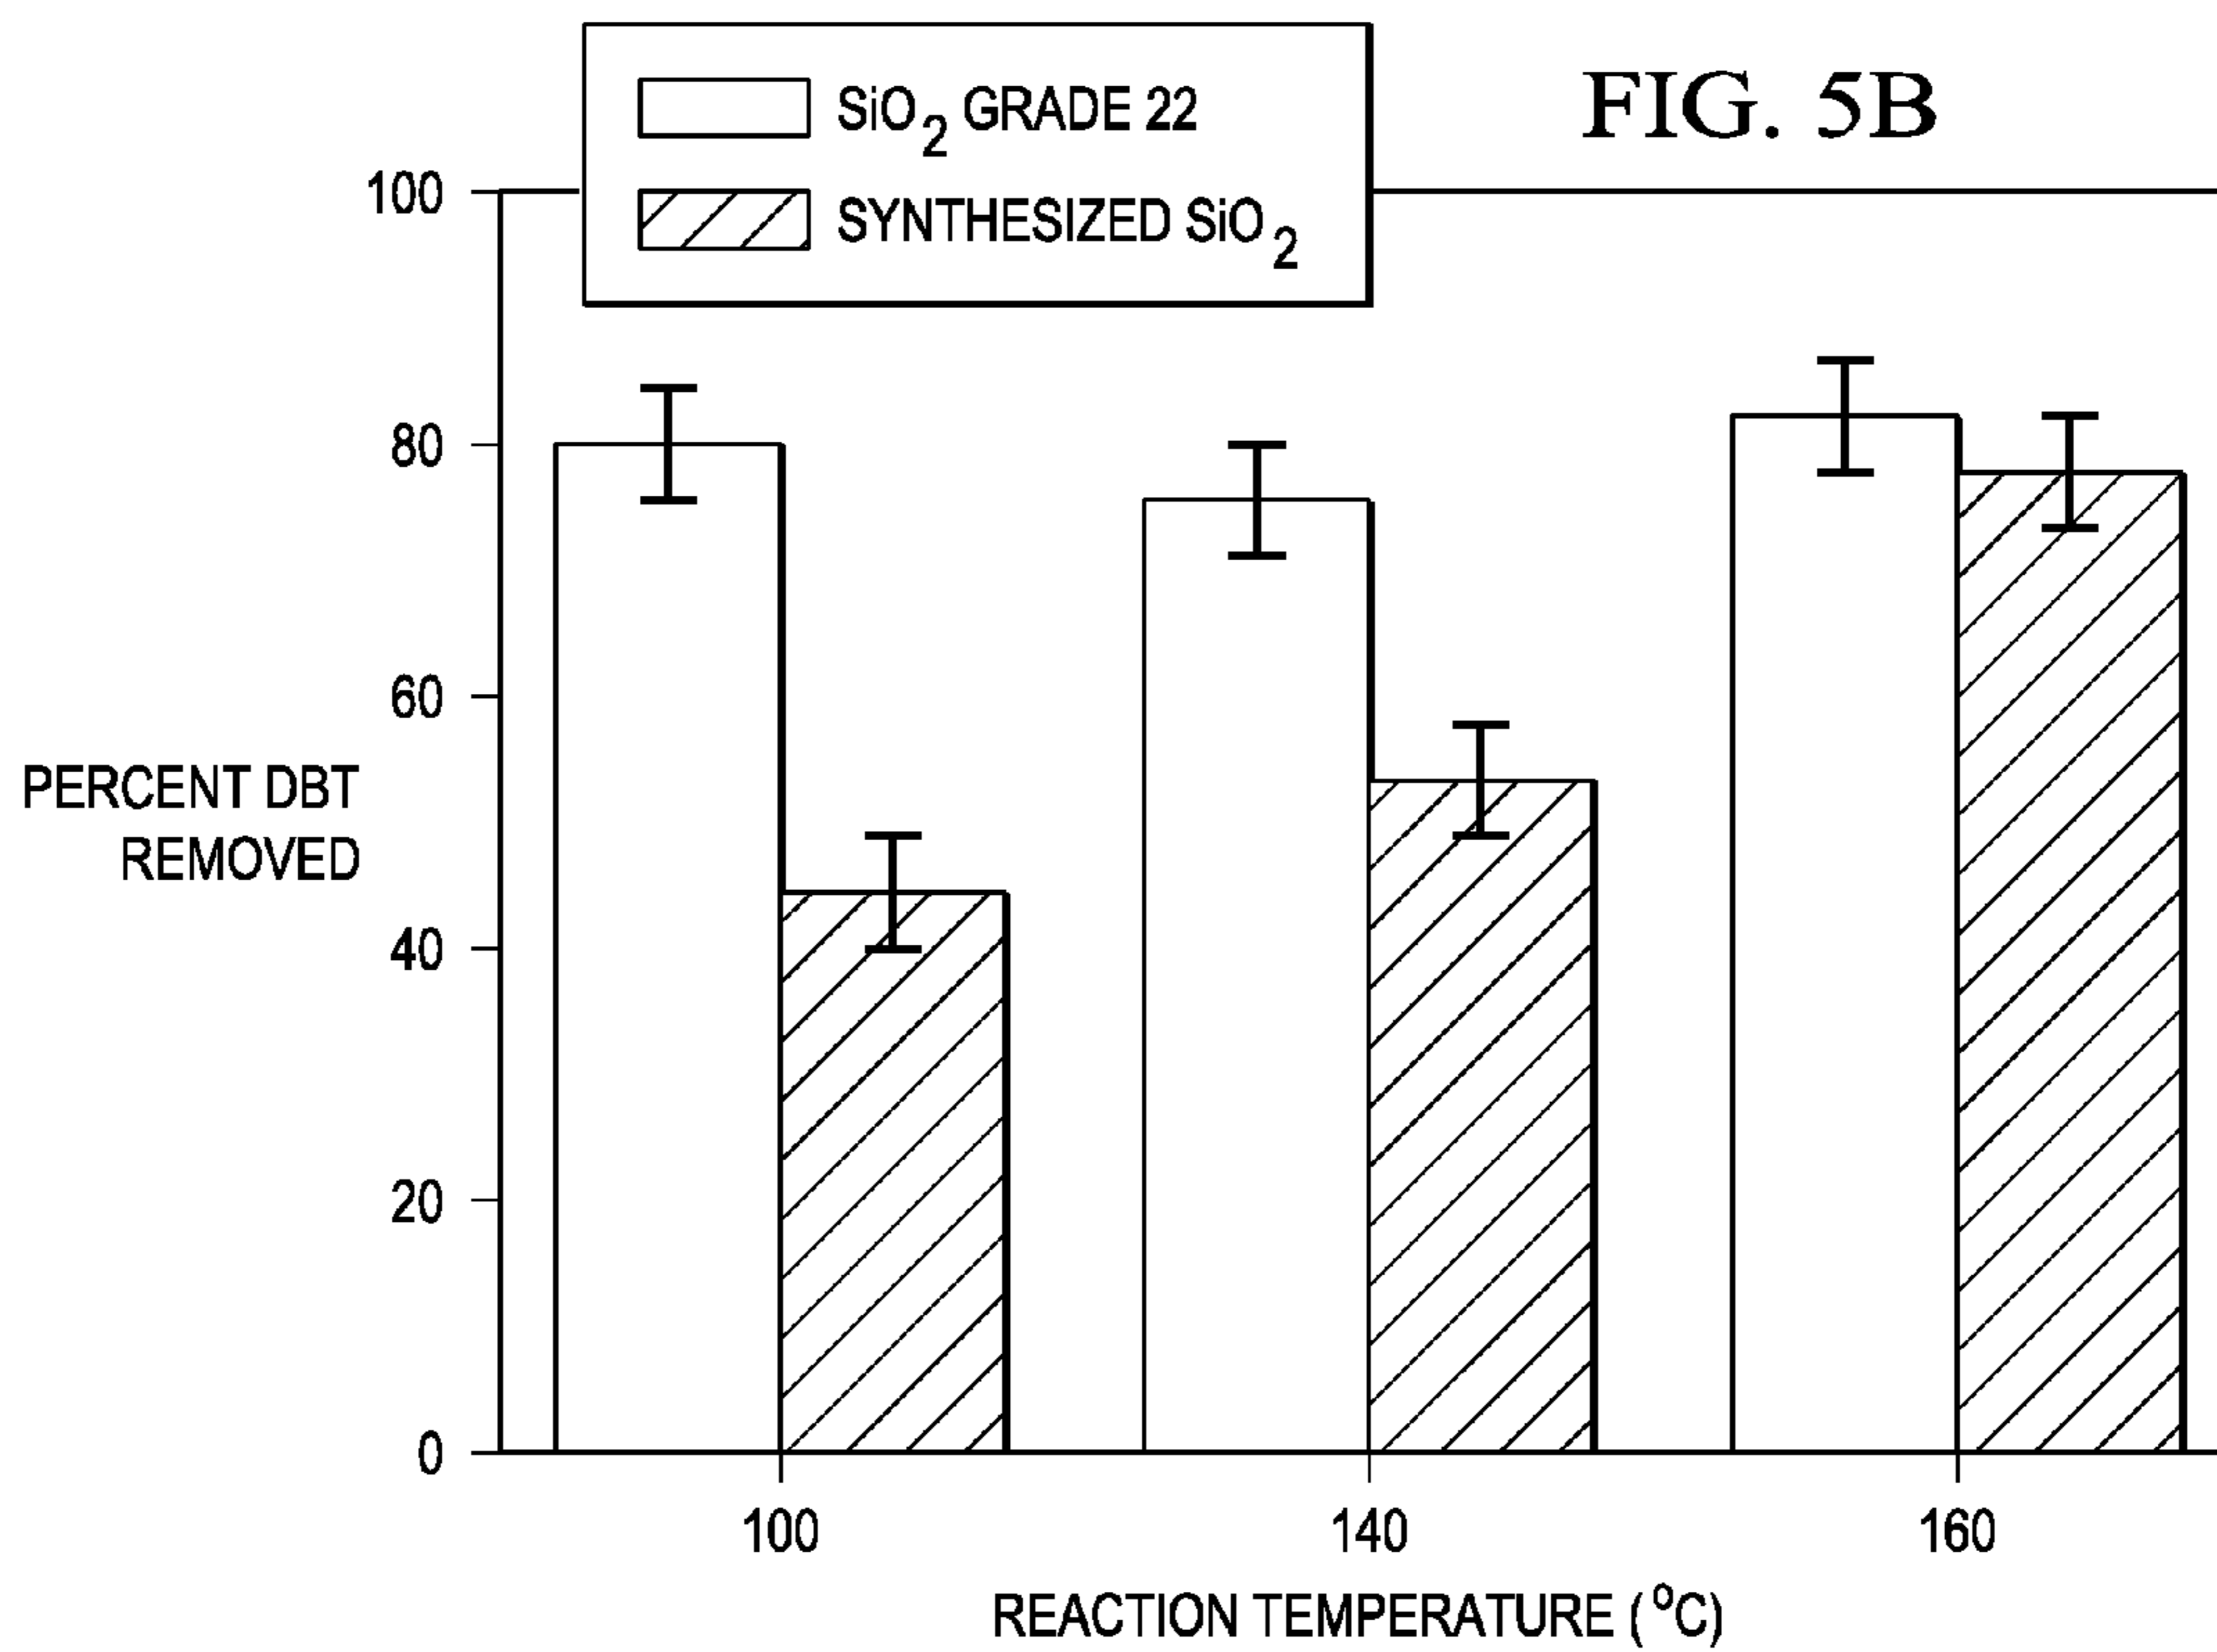 FIG. 5B
SiO2 GRADE 22
SYNTHESIZED SiO2
100
80
60
40
20
0
PERCENT DBT
REMOVED
100
140
160
REACTION TEMPERATURE (°C)